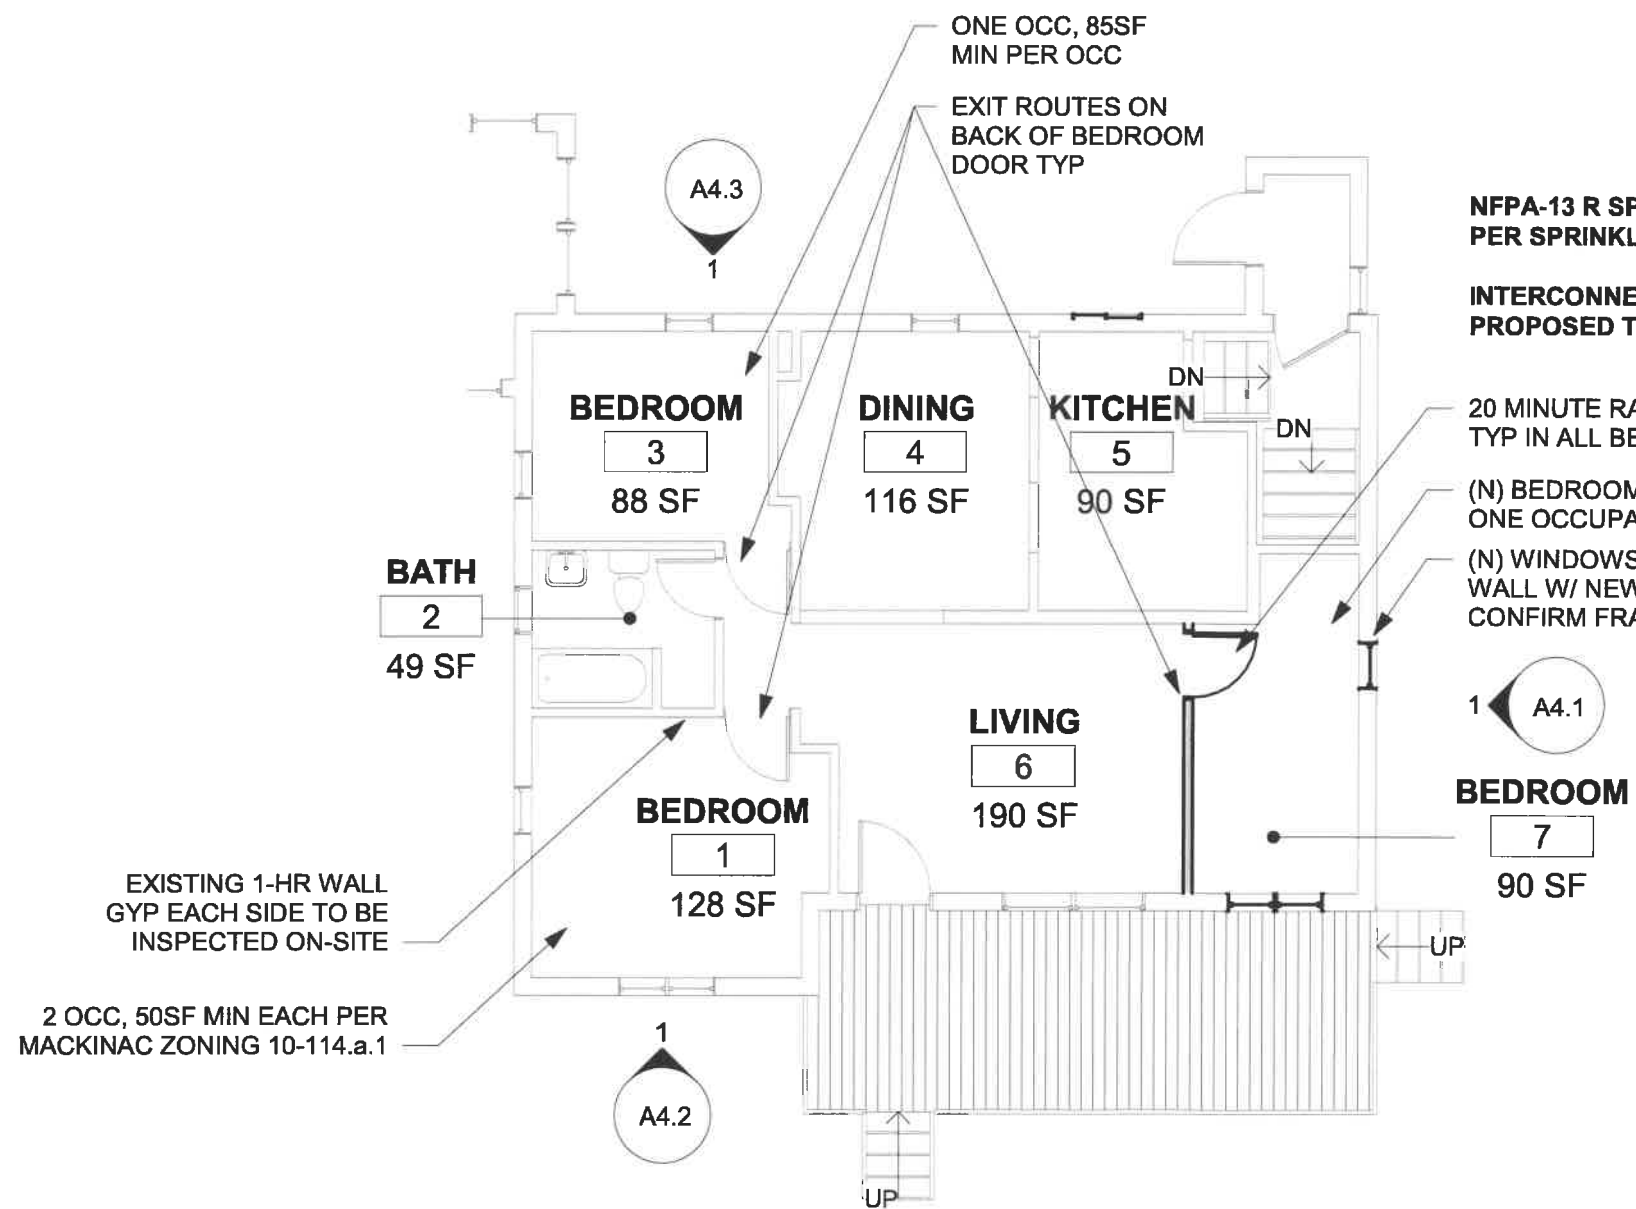 ONE OCC, 85SF
MIN PER OCC
EXIT ROUTES ON
BACK OF BEDROOM
DOOR TYP
A4.3
1
NFPA-13 R SP
PER SPRINKL
INTERCONNE
PROPOSED T
20 MINUTE RA
TYP IN ALL BE
(N) BEDROOM
ONE OCCUPA
(N) WINDOWS
WALL W/ NEW
CONFIRM FRA
BEDROOM
3
88 SF
DINING
4
116 SF
KITCHEN
5
90 SF
DN
DN
BATH
2
49 SF
LIVING
6
190 SF
1
A4.1
BEDROOM
7
90 SF
BEDROOM
1
128 SF
EXISTING 1-HR WALL
GYP EACH SIDE TO BE
INSPECTED ON-SITE
2 OCC, 50SF MIN EACH PER
MACKINAC ZONING 10-114.a.1
UP
1
A4.2
UP